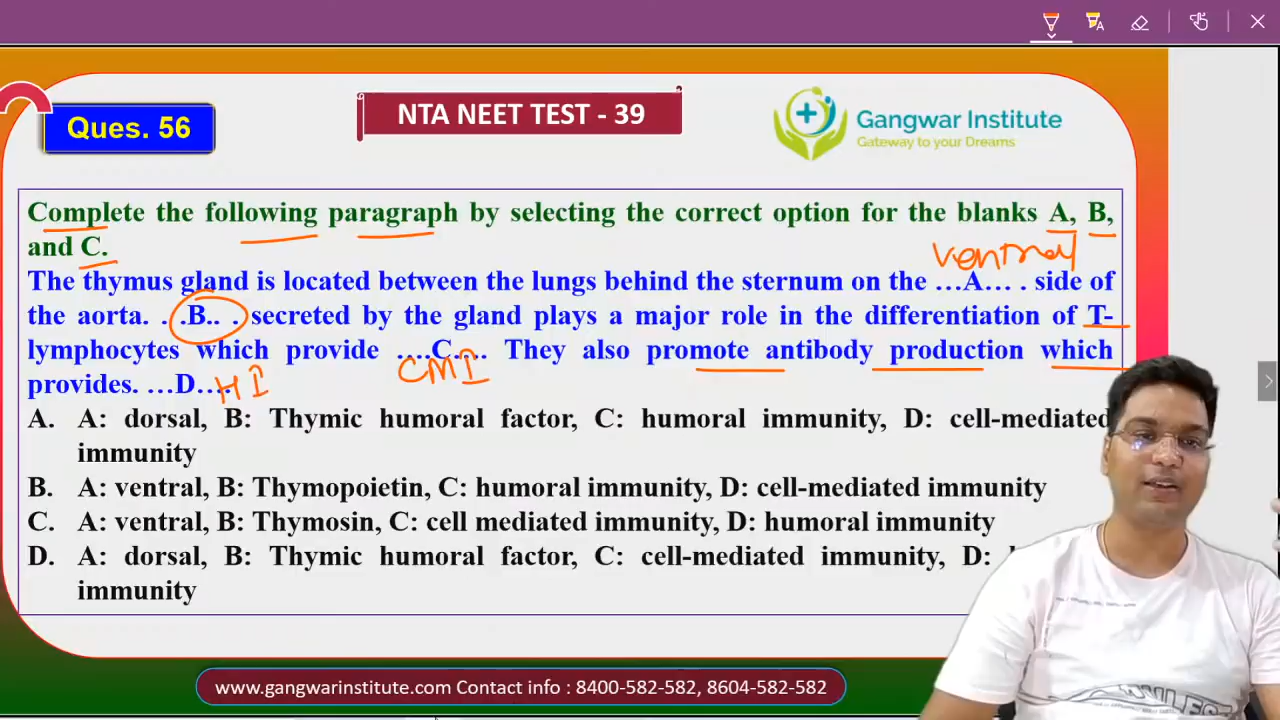 Ques. 56
NTA NEET TEST - 39
Gangwar Institute
Gateway to your Dreams
Complete the following paragraph by selecting the correct option for the blanks A, B,
and C.
ventral
The thymus gland is located between the lungs behind the sternum on the …A… . side of
the aorta. . .B.. . secreted by the gland plays a major role in the differentiation of T-
lymphocytes which provide ….C…. They also promote antibody production which
CMI
provides. …D….
HI
A. A: dorsal, B: Thymic humoral factor, C: humoral immunity, D: cell-mediated
immunity
B. A: ventral, B: Thymopoietin, C: humoral immunity, D: cell-mediated immunity
C. A: ventral, B: Thymosin, C: cell mediated immunity, D: humoral immunity
D. A: dorsal, B: Thymic humoral factor, C: cell-mediated immunity, D:
immunity
www.gangwarinstitute.com Contact info : 8400-582-582, 8604-582-582